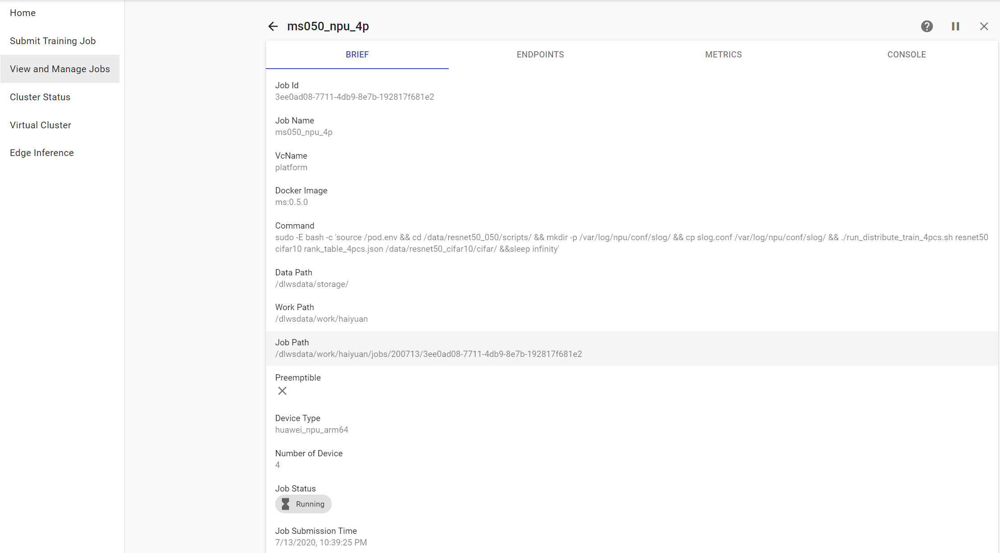 Home
Submit Training Job
View and Manage Jobs
Cluster Status
Virtual Cluster
Edge Inference
ms050_npu_4p
BRIEF
ENDPOINTS
METRICS
CONSOLE
Job Id
3ee0ad08-7711-4db9-8e7b-192817f681e2
Job Name
ms050_npu_4p
VcName
platform
Docker Image
ms:0.5.0
Command
sudo -E bash -c 'source /pod.env && cd /data/resnet50_050/scripts/ && mkdir -p /var/log/npu/conf/slog/ && cp slog.conf /var/log/npu/conf/slog/ && ./run_distribute_train_4pcs.sh resnet50
cifar10 rank_table_4pcs.json /data/resnet50_cifar10/cifar/ &&sleep infinity'
Data Path
/dlwsdata/storage/
Work Path
/dlwsdata/work/haiyuan
Job Path
/dlwsdata/work/haiyuan/jobs/200713/3ee0ad08-7711-4db9-8e7b-192817f681e2
Preemptible
Device Type
huawei_npu_arm64
Number of Device
4
Job Status
Running
Job Submission Time
7/13/2020, 10:39:25 PM